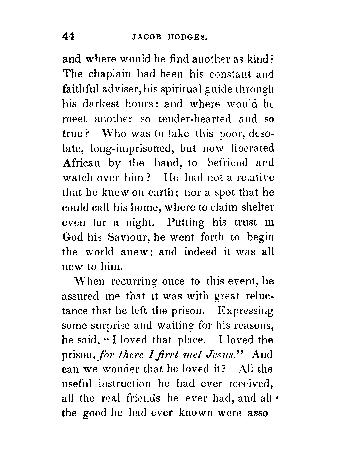 44 JACOB HODGES.
and where would he find another as kind?
The chaplain had been his constant and
faithful adviser, his spiritual guide through
his darkest hours: and where would he
meet another so tender-hearted and so
true? Who was to take this poor, deso-
late, long-imprisoned, but now liberated
African by the hand, to befriend and
watch over him? He had not a relative
that he knew on earth; nor a spot that he
could call his home, where to claim shelter
even for a night. Putting his trust in
God his Saviour, he went forth to begin
the world anew; and indeed it was all
new to him.
When recurring once to this event, he
assured me that it was with great reluc-
tance that he left the prison. Expressing
some surprise and waiting for his reasons,
he said, "I loved that place. I loved the
prison, for there I first met Jesus." And
can we wonder that he loved it? All the
useful instruction he had ever received,
all the real friends he ever had, and all
the good he had ever known were asso